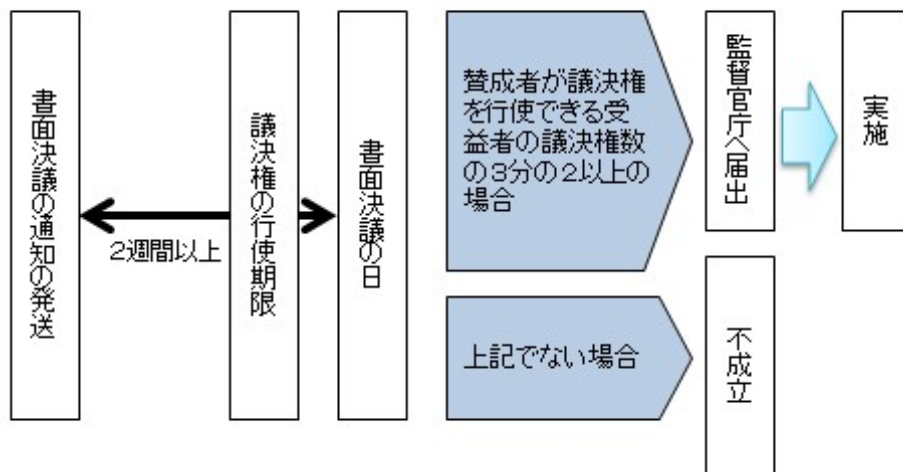 書面決議の通知の発送
2週間以上
議決権の行使期限
書面決議の日
賛成者が議決権
を行使できる受
益者の議決権数
の3分の2以上の
場合
監督官庁へ届出
実施
上記でない場合
不成立